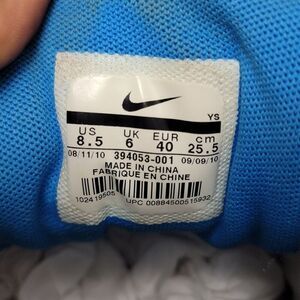 YS
US UK EUR cm
8.5 6 40 25.5
08/11/10 394053-001 09/09/10
MADE IN CHINA
FABRIQUE EN CHINE
UPC 00884500515932